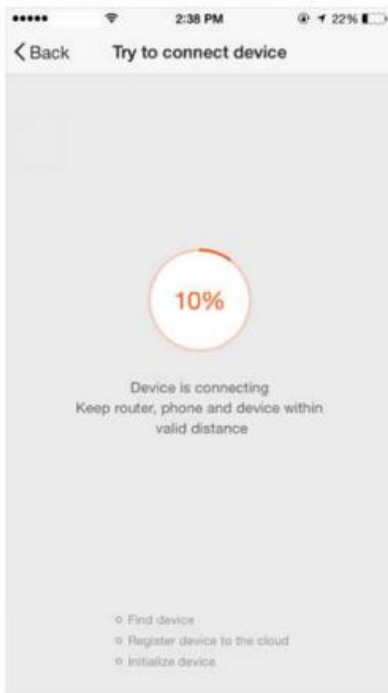 2:38 PM
22%
Back
Try to connect device
10%
Device is connecting
Keep router, phone and device within
valid distance
Find device
Register device to the cloud
Initialize device